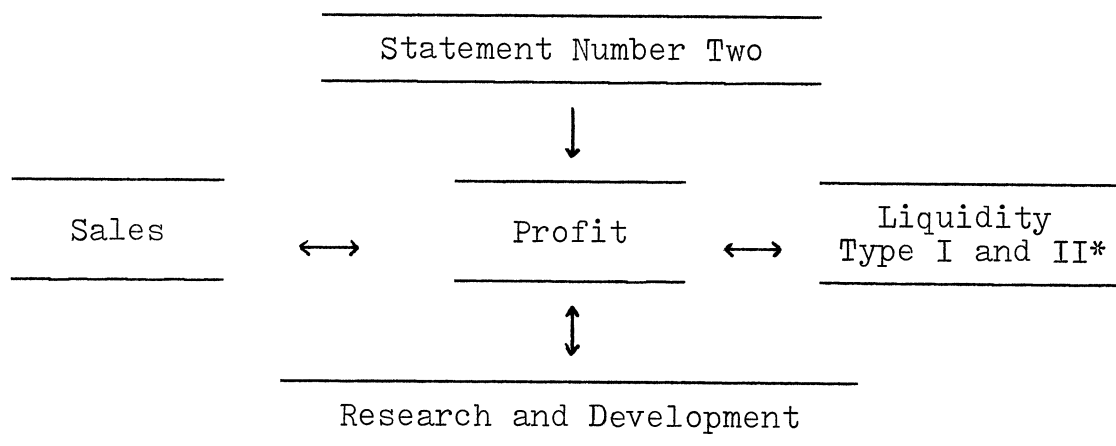 Statement Number Two
Sales
Profit
Liquidity
Type I and II*
Research and Development